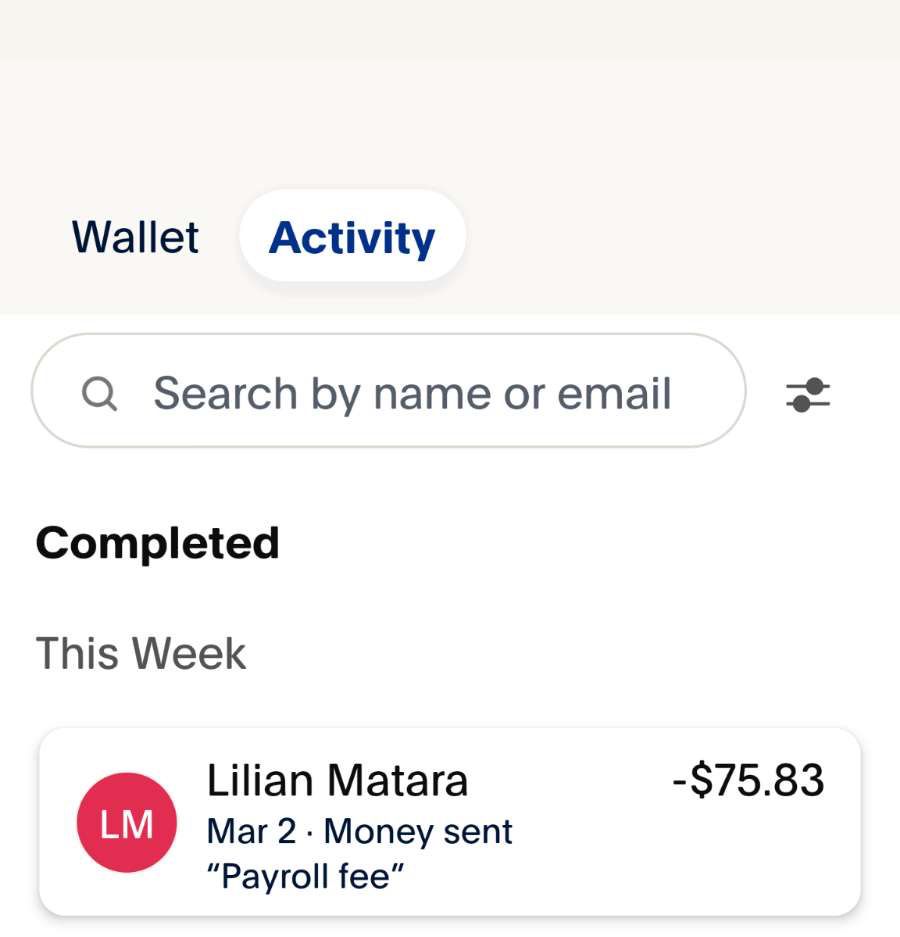 Wallet Activity
Search by name or email
Completed
This Week
LM
Lilian Matara -$75.83
Mar 2 · Money sent
“Payroll fee”